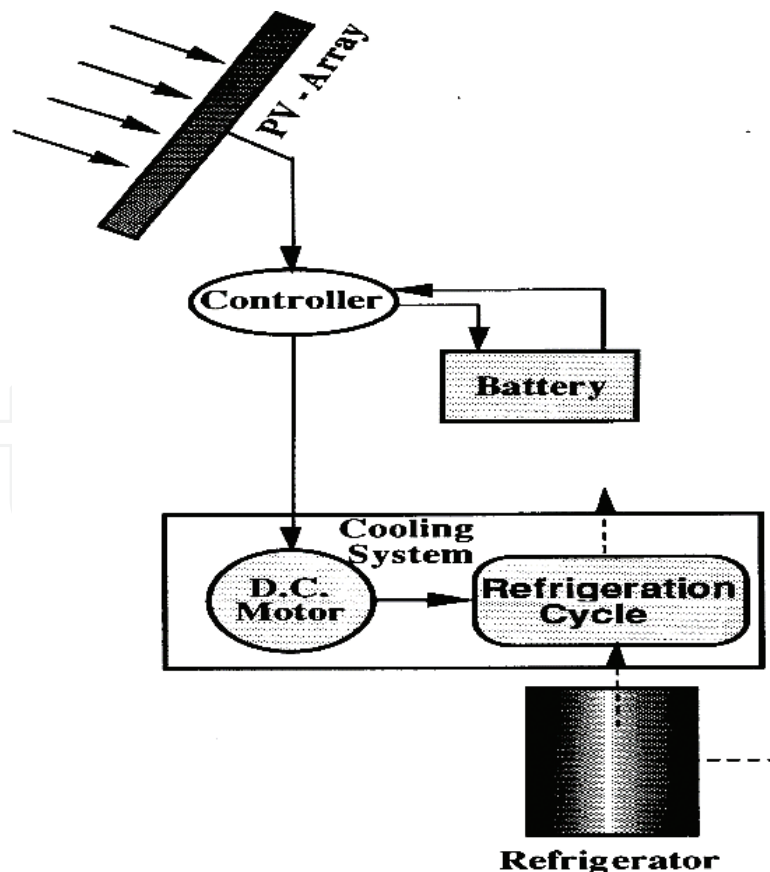 PV - Array
Controller
Battery
Cooling
System
D.C.
Motor
Refrigeration
Cycle
Refrigerator